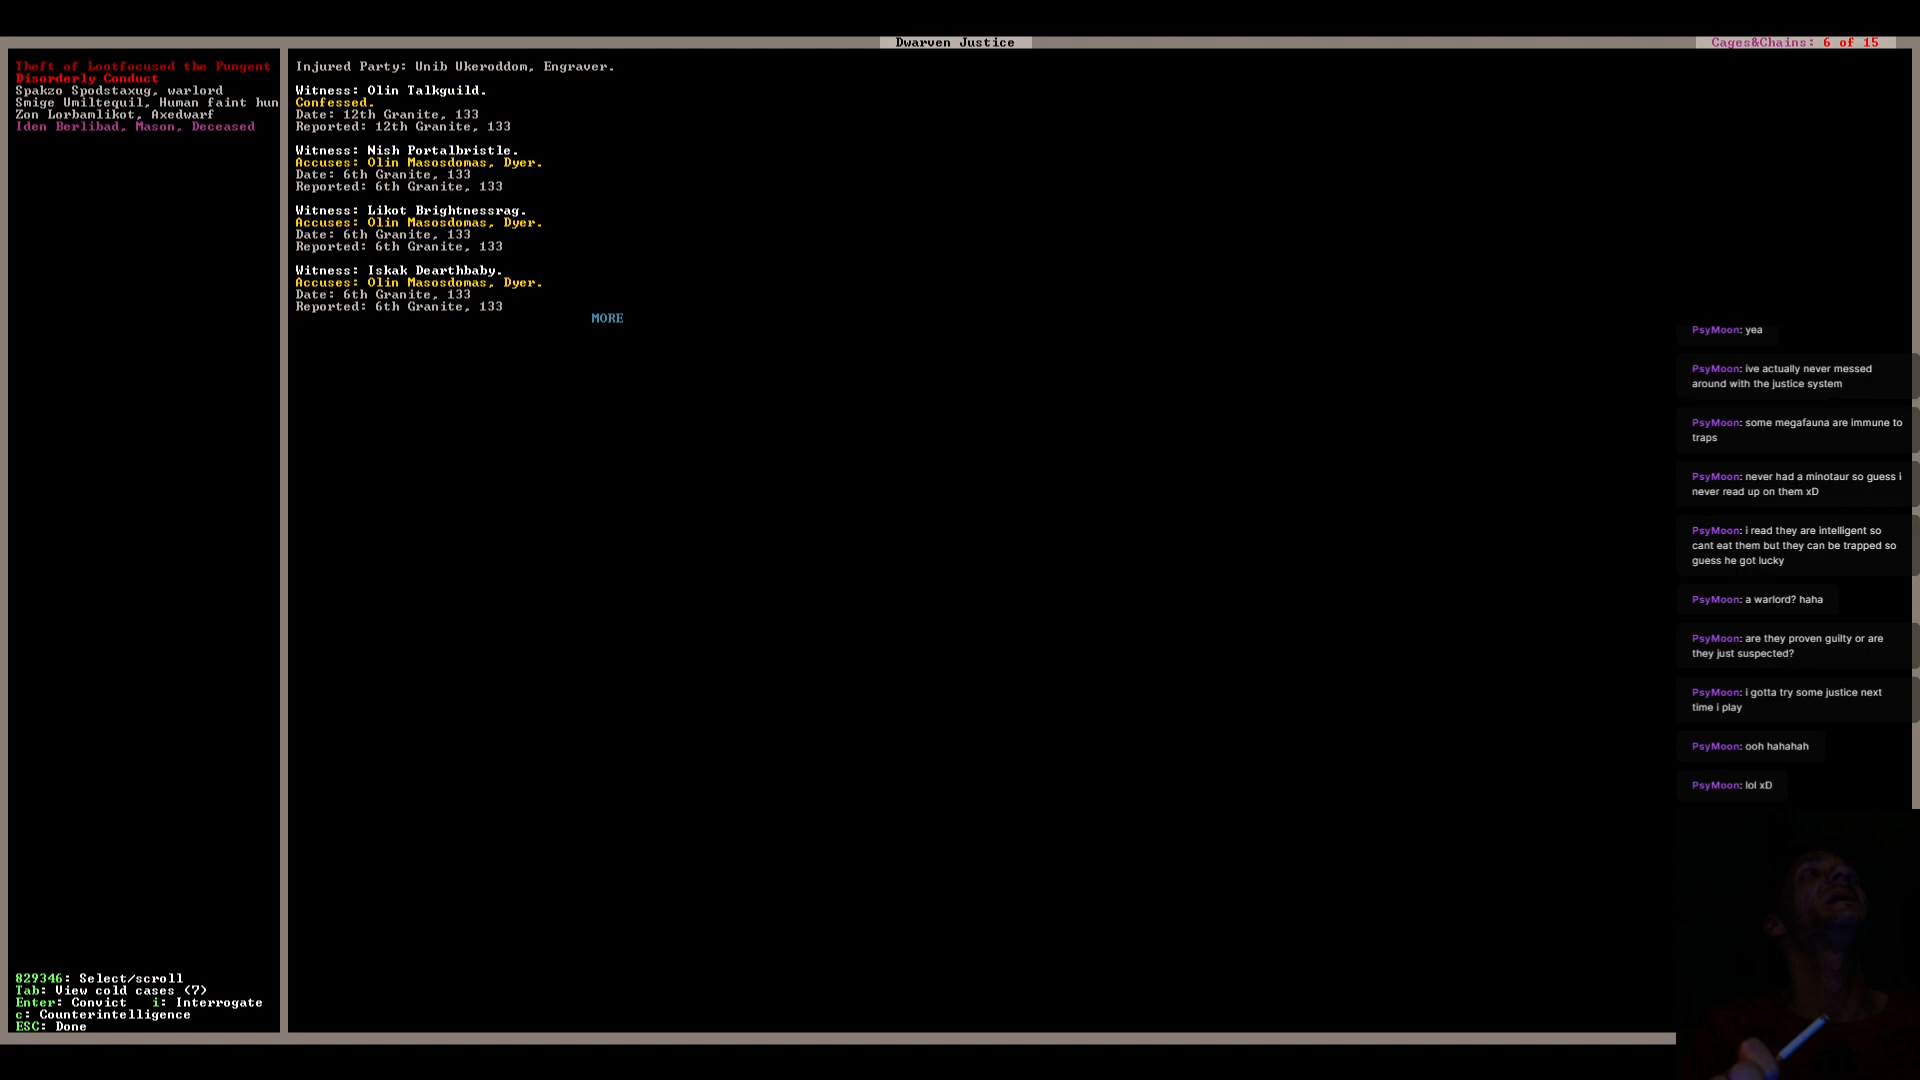 Dwarven Justice
Cages&Chains: 6 of 15
Theft of Lootfocused the Pungent
Disorderly Conduct
Spakzo Spodstaxug, warlord
Smige Umiltequil, Human faint hun
Zon Lorbamlikot, Axedwarf
Iden Berlibad, Mason, Deceased
829346: Select/scroll
Tab: View cold cases (7)
Enter: Convict i: Interrogate
c: Counterintelligence
ESC: Done
Injured Party: Unib Ukeroddom, Engraver.
Witness: Olin Talkguild.
Confessed.
Date: 12th Granite, 133
Reported: 12th Granite, 133
Witness: Nish Portalbristle.
Accuses: Olin Masosdomas, Dyer.
Date: 6th Granite, 133
Reported: 6th Granite, 133
Witness: Likot Brightnessrag.
Accuses: Olin Masosdomas, Dyer.
Date: 6th Granite, 133
Reported: 6th Granite, 133
Witness: Iskak Dearthbaby.
Accuses: Olin Masosdomas, Dyer.
Date: 6th Granite, 133
Reported: 6th Granite, 133
MORE
PsyMoon: yea
PsyMoon: ive actually never messed
around with the justice system
PsyMoon: some megafauna are immune to
traps
PsyMoon: never had a minotaur so guess i
never read up on them xD
PsyMoon: i read they are intelligent so
cant eat them but they can be trapped so
guess he got lucky
PsyMoon: a warlord? haha
PsyMoon: are they proven guilty or are
they just suspected?
PsyMoon: i gotta try some justice next
time i play
PsyMoon: ooh hahahah
PsyMoon: lol xD